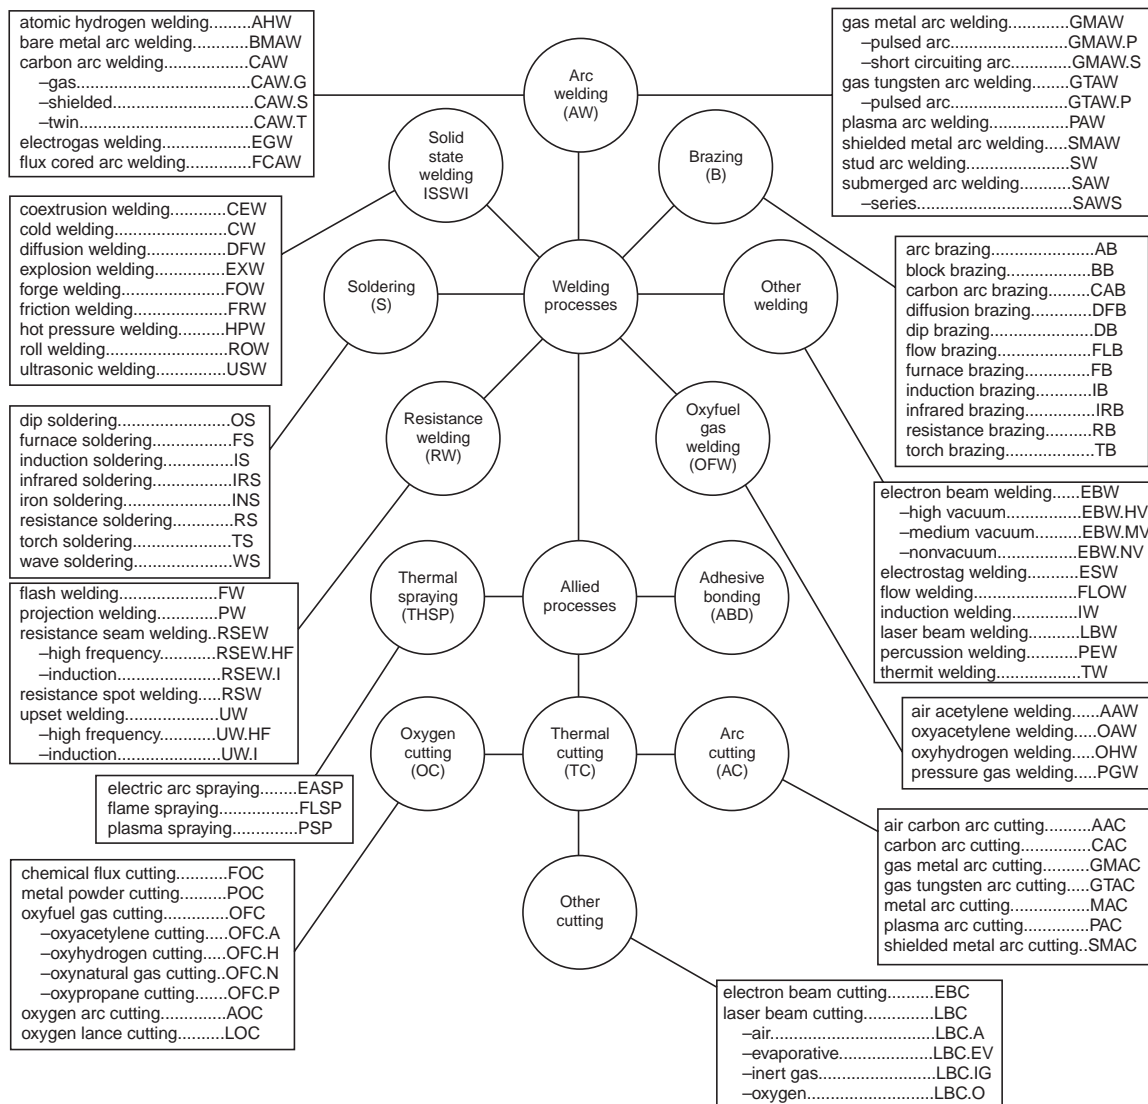 atomic hydrogen welding.........AHW
bare metal arc welding.......BMAW
carbon arc welding............CAW
–gas.........................CAW.G
–shielded..................CAW.S
–twin........................CAW.T
electrogas welding...........EGW
flux cored arc welding......FCAW
Arc
welding
(AW)
gas metal arc welding.........GMAW
–pulsed arc................GMAW.P
–short circuiting arc.......GMAW.S
gas tungsten arc welding.....GTAW
–pulsed arc...................GTAW.P
plasma arc welding............PAW
shielded metal arc welding...SMAW
stud arc welding.................SW
submerged arc welding........SAW
–series..........................SAWS
Solid
state
welding
ISSWI
Brazing
(B)
coextrusion welding............CEW
cold welding.......................CW
diffusion welding................DFW
explosion welding...............EXW
forge welding.....................FOW
friction welding...................FRW
hot pressure welding..........HPW
roll welding.......................ROW
ultrasonic welding..............USW
Soldering
(S)
Welding
processes
Other
welding
arc brazing.....................AB
block brazing..................BB
carbon arc brazing.........CAB
diffusion brazing............DFB
dip brazing.....................DB
flow brazing...................FLB
furnace brazing..............FB
induction brazing............IB
infrared brazing.............IRB
resistance brazing..........RB
torch brazing..................TB
dip soldering.....................OS
furnace soldering...............FS
induction soldering..............IS
infrared soldering...............IRS
iron soldering....................INS
resistance soldering...........RS
torch soldering...................TS
wave soldering..................WS
Resistance
welding
(RW)
Oxyfuel
gas
welding
(OFW)
electron beam welding.....EBW
–high vacuum...............EBW.HV
–medium vacuum..........EBW.MV
–nonvacuum................EBW.NV
electrostag welding..........ESW
flow welding....................FLOW
induction welding.............IW
laser beam welding..........LBW
percussion welding..........PEW
thermit welding................TW
flash welding....................FW
projection welding.............PW
resistance seam welding..RSEW
–high frequency............RSEW.HF
–induction....................RSEW.I
resistance spot welding.....RSW
upset welding...................UW
–high frequency............UW.HF
–induction....................UW.I
Thermal
spraying
(THSP)
Allied
processes
Adhesive
bonding
(ABD)
air acetylene welding.....AAW
oxyacetylene welding....OAW
oxyhydrogen welding....OHW
pressure gas welding.....PGW
Oxygen
cutting
(OC)
Thermal
cutting
(TC)
Arc
cutting
(AC)
electric arc spraying.......EASP
flame spraying................FLSP
plasma spraying..............PSP
air carbon arc cutting........AAC
carbon arc cutting.............CAC
gas metal arc cutting........GMAC
gas tungsten arc cutting...GTAC
metal arc cutting...............MAC
plasma arc cutting............PAC
shielded metal arc cutting..SMAC
chemical flux cutting.........FOC
metal powder cutting.........POC
oxyfuel gas cutting............OFC
–oxyacetylene cutting.....OFC.A
–oxyhydrogen cutting.....OFC.H
–oxynatural gas cutting..OFC.N
–oxypropane cutting.......OFC.P
oxygen arc cutting............AOC
oxygen lance cutting.........LOC
Other
cutting
electron beam cutting..........EBC
laser beam cutting...............LBC
–air.............................LBC.A
–evaporative...................LBC.EV
–inert gas.......................LBC.IG
–oxygen.........................LBC.O